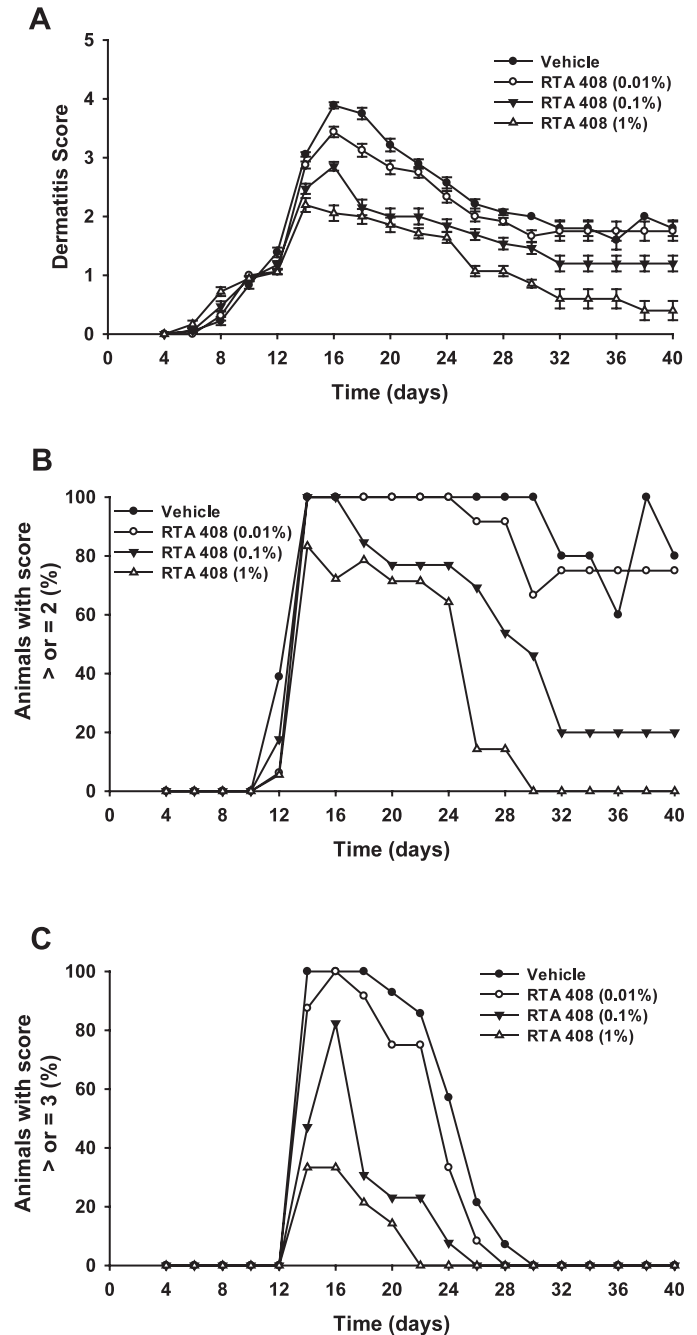 A
Dermatitis Score
5
4
3
2
1
0
Vehicle
RTA 408 (0.01%)
RTA 408 (0.1%)
RTA 408 (1%)
0 4 8 12 16 20 24 28 32 36 40
Time (days)
B
Animals with score
> or = 2 (%)
100
80
60
40
20
0
Vehicle
RTA 408 (0.01%)
RTA 408 (0.1%)
RTA 408 (1%)
0 4 8 12 16 20 24 28 32 36 40
Time (days)
C
Animals with score
> or = 3 (%)
100
80
60
40
20
0
Vehicle
RTA 408 (0.01%)
RTA 408 (0.1%)
RTA 408 (1%)
0 4 8 12 16 20 24 28 32 36 40
Time (days)